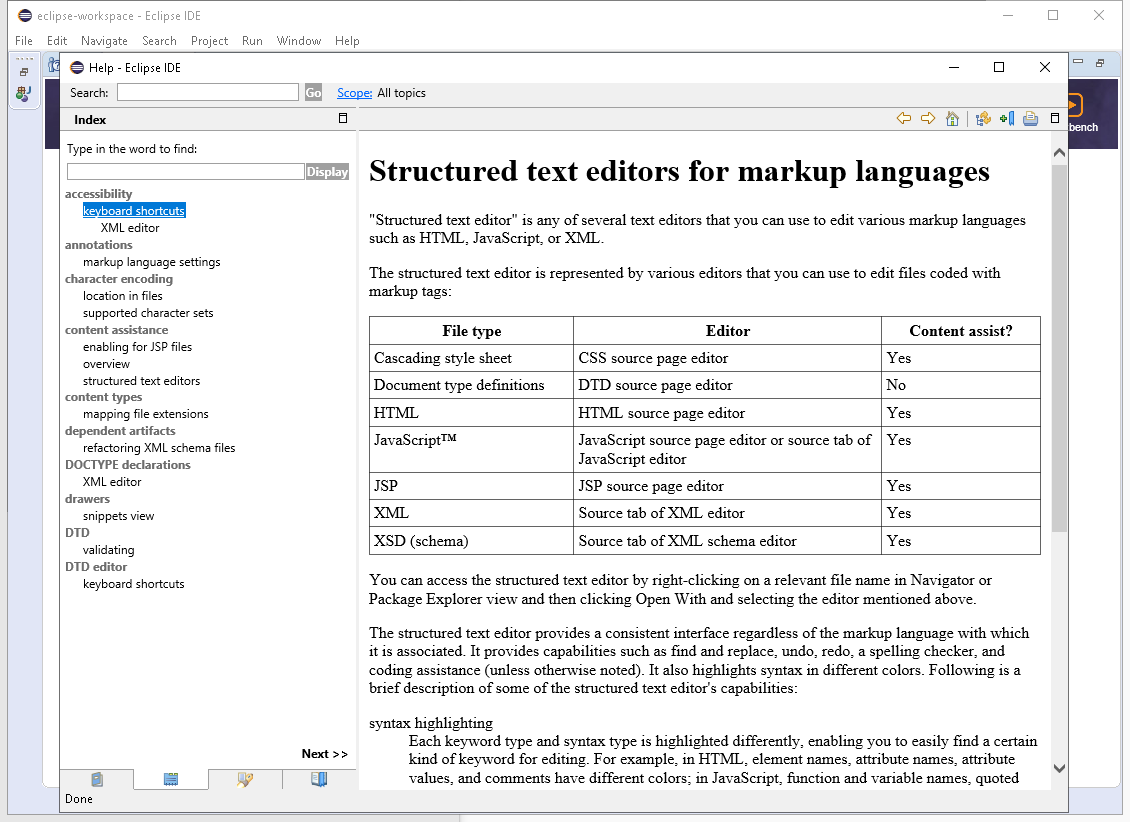 eclipse-workspace - Eclipse IDE
File Edit Navigate Search Project Run Window Help
Help - Eclipse IDE
Search: Go Scope: All topics
Index
bench
Type in the word to find:
Display
accessibility
keyboard shortcuts
XML editor
annotations
markup language settings
character encoding
location in files
supported character sets
content assistance
enabling for JSP files
overview
structured text editors
content types
mapping file extensions
dependent artifacts
refactoring XML schema files
DOCTYPE declarations
XML editor
drawers
snippets view
DTD
validating
DTD editor
keyboard shortcuts
Next >>
Done
Structured text editors for markup languages
"Structured text editor" is any of several text editors that you can use to edit various markup languages
such as HTML, JavaScript, or XML.
The structured text editor is represented by various editors that you can use to edit files coded with
markup tags:
File type Editor Content assist?
Cascading style sheet CSS source page editor Yes
Document type definitions DTD source page editor No
HTML HTML source page editor Yes
JavaScript™ JavaScript source page editor or source tab of Yes
JavaScript editor
JSP JSP source page editor Yes
XML Source tab of XML editor Yes
XSD (schema) Source tab of XML schema editor Yes
You can access the structured text editor by right-clicking on a relevant file name in Navigator or
Package Explorer view and then clicking Open With and selecting the editor mentioned above.
The structured text editor provides a consistent interface regardless of the markup language with which
it is associated. It provides capabilities such as find and replace, undo, redo, a spelling checker, and
coding assistance (unless otherwise noted). It also highlights syntax in different colors. Following is a
brief description of some of the structured text editor's capabilities:
syntax highlighting
Each keyword type and syntax type is highlighted differently, enabling you to easily find a certain
kind of keyword for editing. For example, in HTML, element names, attribute names, attribute
values, and comments have different colors; in JavaScript, function and variable names, quoted